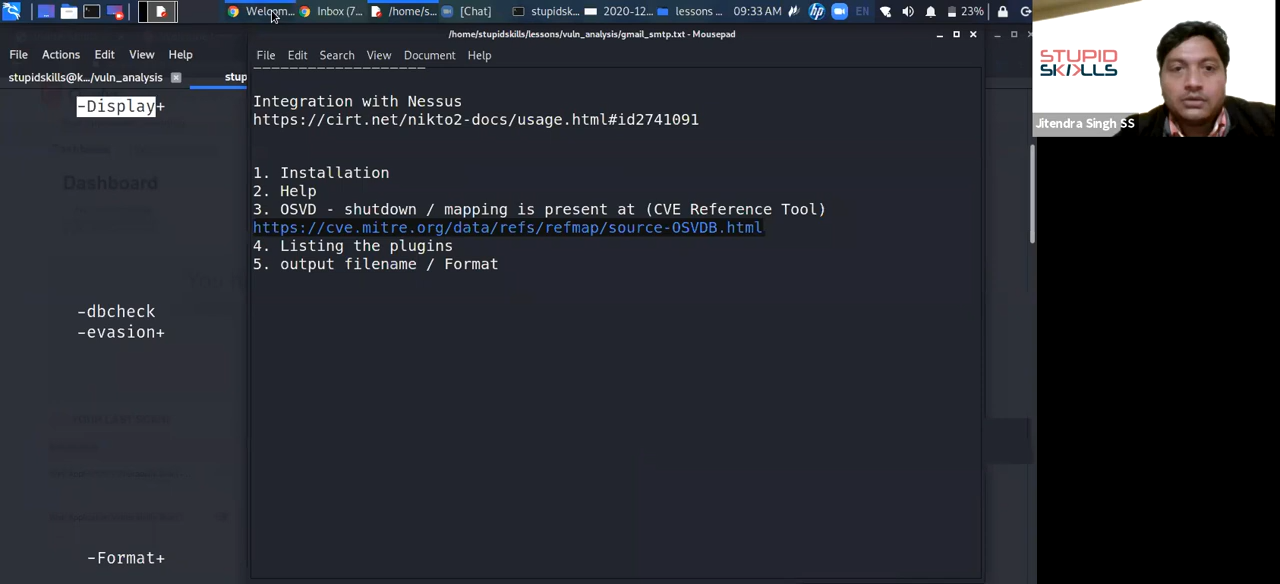 Welcom...
Inbox (7...
/home/s...
[Chat]
stupidsk...
2020-12...
lessons ...
09:33 AM
EN
23%
/home/stupidskills/lessons/vuln_analysis/gmail_smtp.txt - Mousepad
File Actions Edit View Help
File Edit Search View Document Help
stupidskills@k.../vuln_analysis
stup
-Display+
Dashboard
-dbcheck
-evasion+
-Format+
--------------------
Integration with Nessus
https://cirt.net/nikto2-docs/usage.html#id2741091
1. Installation
2. Help
3. OSVD - shutdown / mapping is present at (CVE Reference Tool)
https://cve.mitre.org/data/refs/refmap/source-OSVDB.html
4. Listing the plugins
5. output filename / Format
STUPID
SKILLS
Jitendra Singh SS